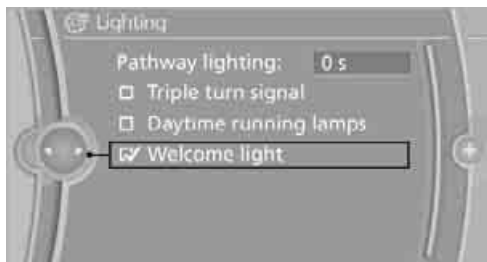 Lighting
Pathway lighting: 0 s
Triple turn signal
Daytime running lamps
Welcome light